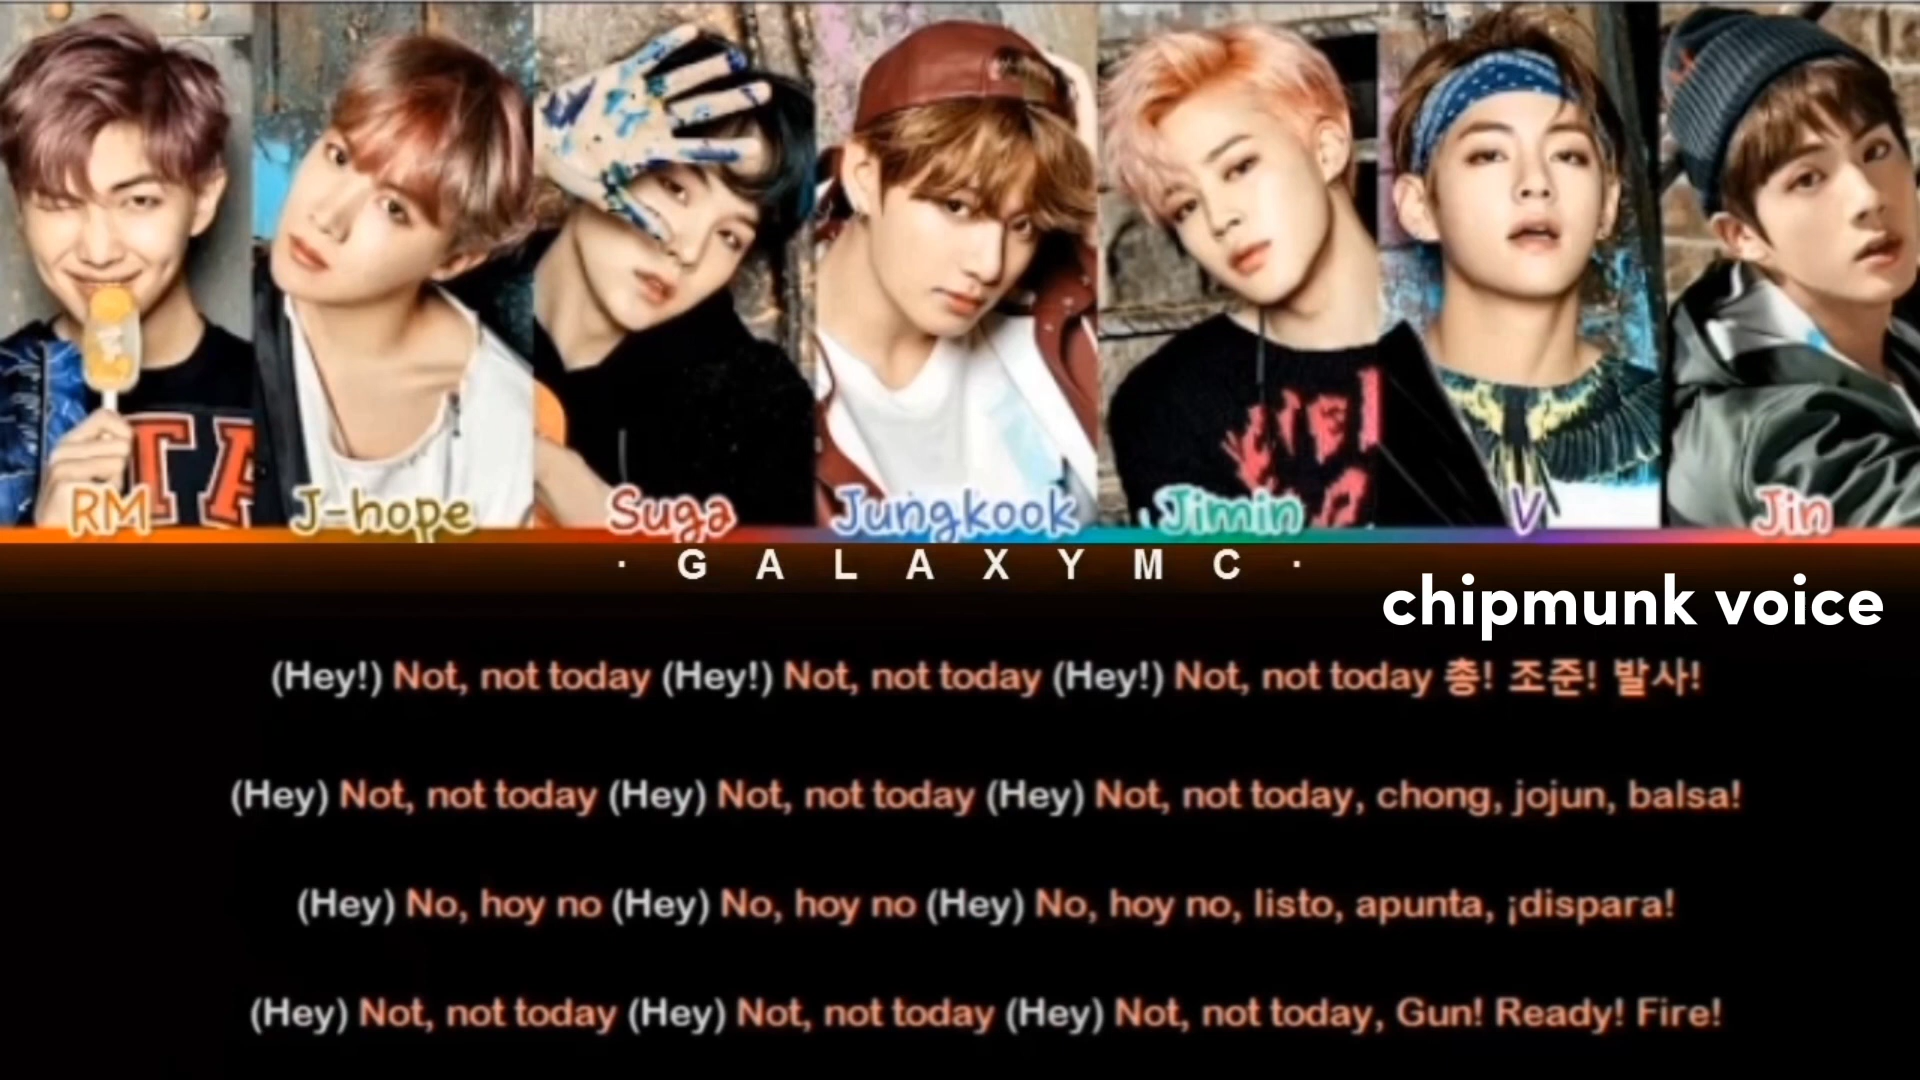 RM J-hope Suga Jungkook Jimin V Jin
· G A L A X Y M C ·
chipmunk voice
(Hey!) Not, not today (Hey!) Not, not today (Hey!) Not, not today 총! 조준! 발사!
(Hey) Not, not today (Hey) Not, not today (Hey) Not, not today, chong, jojun, balsa!
(Hey) No, hoy no (Hey) No, hoy no (Hey) No, hoy no, listo, apunta, ¡dispara!
(Hey) Not, not today (Hey) Not, not today (Hey) Not, not today, Gun! Ready! Fire!